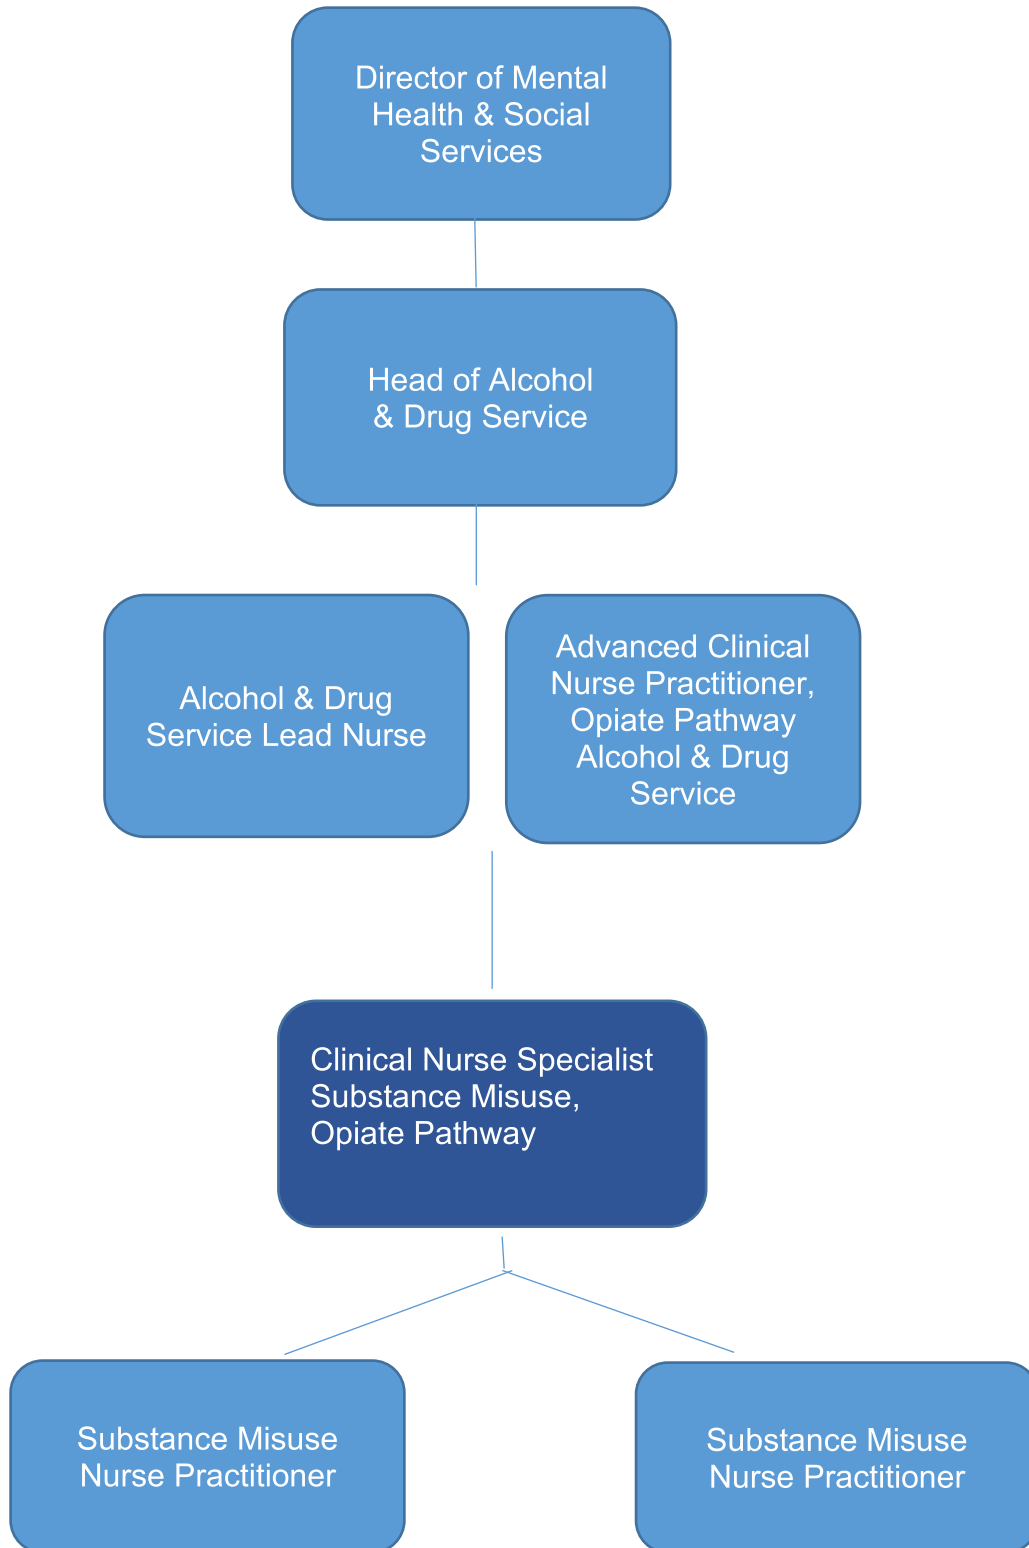 Director of Mental
Health & Social
Services
Head of Alcohol
& Drug Service
Alcohol & Drug
Service Lead Nurse
Advanced Clinical
Nurse Practitioner,
Opiate Pathway
Alcohol & Drug
Service
Clinical Nurse Specialist
Substance Misuse,
Opiate Pathway
Substance Misuse
Nurse Practitioner
Substance Misuse
Nurse Practitioner